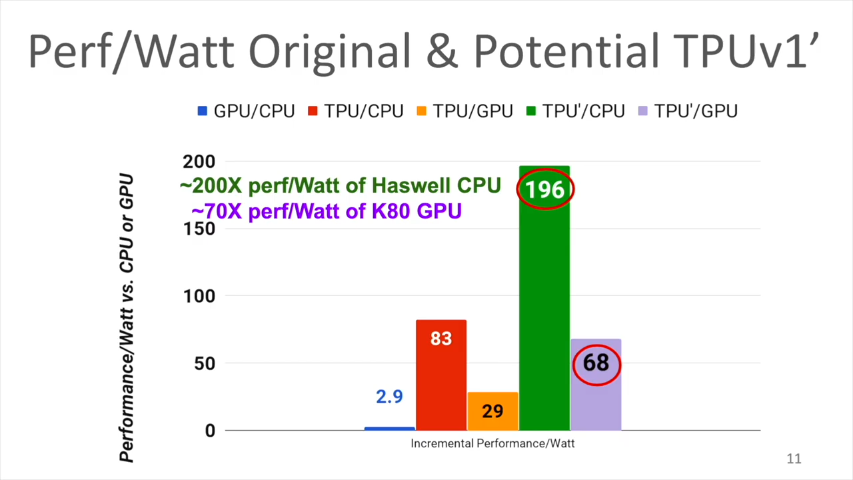 Perf/Watt Original & Potential TPUv1’
GPU/CPU TPU/CPU TPU/GPU TPU'/CPU TPU'/GPU
Performance/Watt vs. CPU or GPU
200
~200X perf/Watt of Haswell CPU
196
~70X perf/Watt of K80 GPU
150
100
83
50
68
2.9
29
0
Incremental Performance/Watt
11